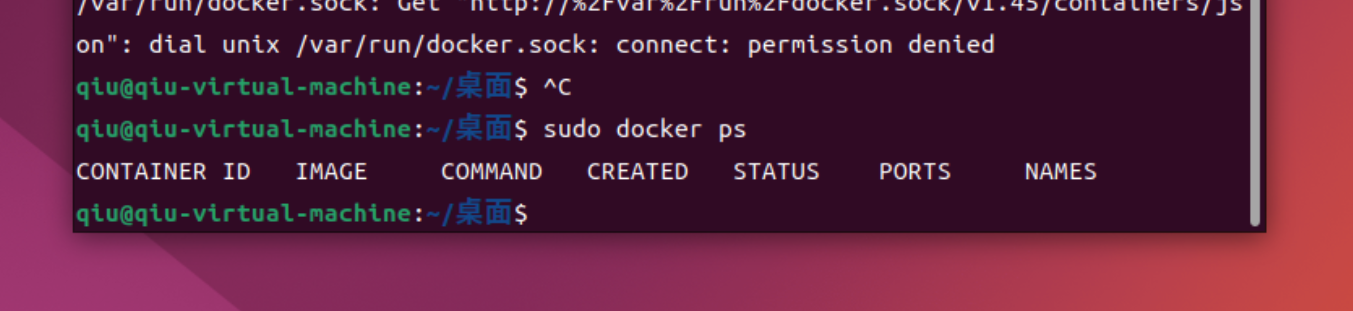 /var/run/docker.sock: Get "http://%2Fvar%2Frun%2Fdocker.sock/v1.45/containers/js
on": dial unix /var/run/docker.sock: connect: permission denied
qiu@qiu-virtual-machine:~/桌面$ ^C
qiu@qiu-virtual-machine:~/桌面$ sudo docker ps
CONTAINER ID   IMAGE     COMMAND   CREATED   STATUS    PORTS     NAMES
qiu@qiu-virtual-machine:~/桌面$